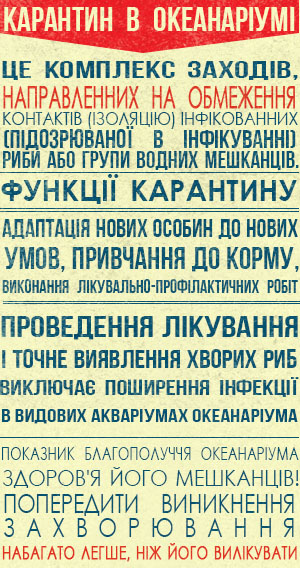 КАРАНТИН В ОКЕАНАРІУМІ
ЦЕ КОМПЛЕКС ЗАХОДІВ,
НАПРАВЛЕННИХ НА ОБМЕЖЕННЯ
КОНТАКТІВ (ІЗОЛЯЦІЮ) ІНФІКОВАННИХ
(ПІДОЗРЮВАНОЇ В ІНФІКУВАННІ)
РИБИ АБО ГРУПИ ВОДНИХ МЕШКАНЦІВ.
ФУНКЦІЇ КАРАНТИНУ
АДАПТАЦІЯ НОВИХ ОСОБИН ДО НОВИХ
УМОВ, ПРИВЧАННЯ ДО КОРМУ,
ВИКОНАННЯ ЛІКУВАЛЬНО-ПРОФІЛАКТИЧНИХ РОБІТ
ПРОВЕДЕННЯ ЛІКУВАННЯ
І ТОЧНЕ ВИЯВЛЕННЯ ХВОРИХ РИБ
ВИКЛЮЧАЄ ПОШИРЕННЯ ІНФЕКЦІЇ
В ВИДОВИХ АКВАРІУМАХ ОКЕАНАРІУМА
ПОКАЗНИК БЛАГОПОЛУЧЧЯ ОКЕАНАРІУМА
ЗДОРОВ'Я ЙОГО МЕШКАНЦІВ!
ПОПЕРЕДИТИ ВИНИКНЕННЯ
ЗАХВОРЮВАННЯ
НАБАГАТО ЛЕГШЕ, НІЖ ЙОГО ВИЛІКУВАТИ